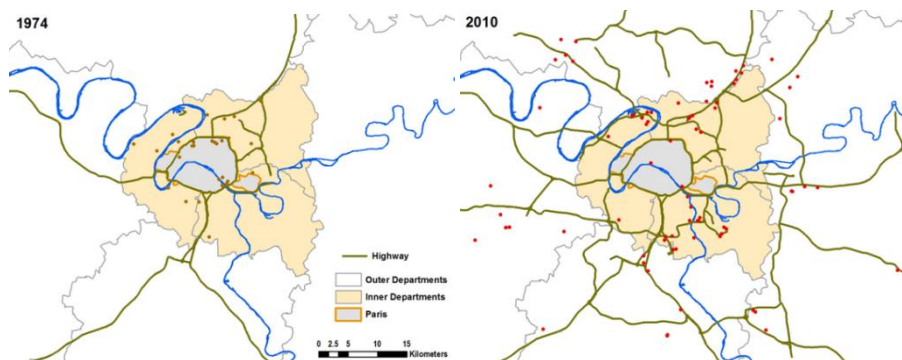 1974
2010
Highway
Outer Departments
Inner Departments
Paris
0 2.5 5 10 15
Kilometers